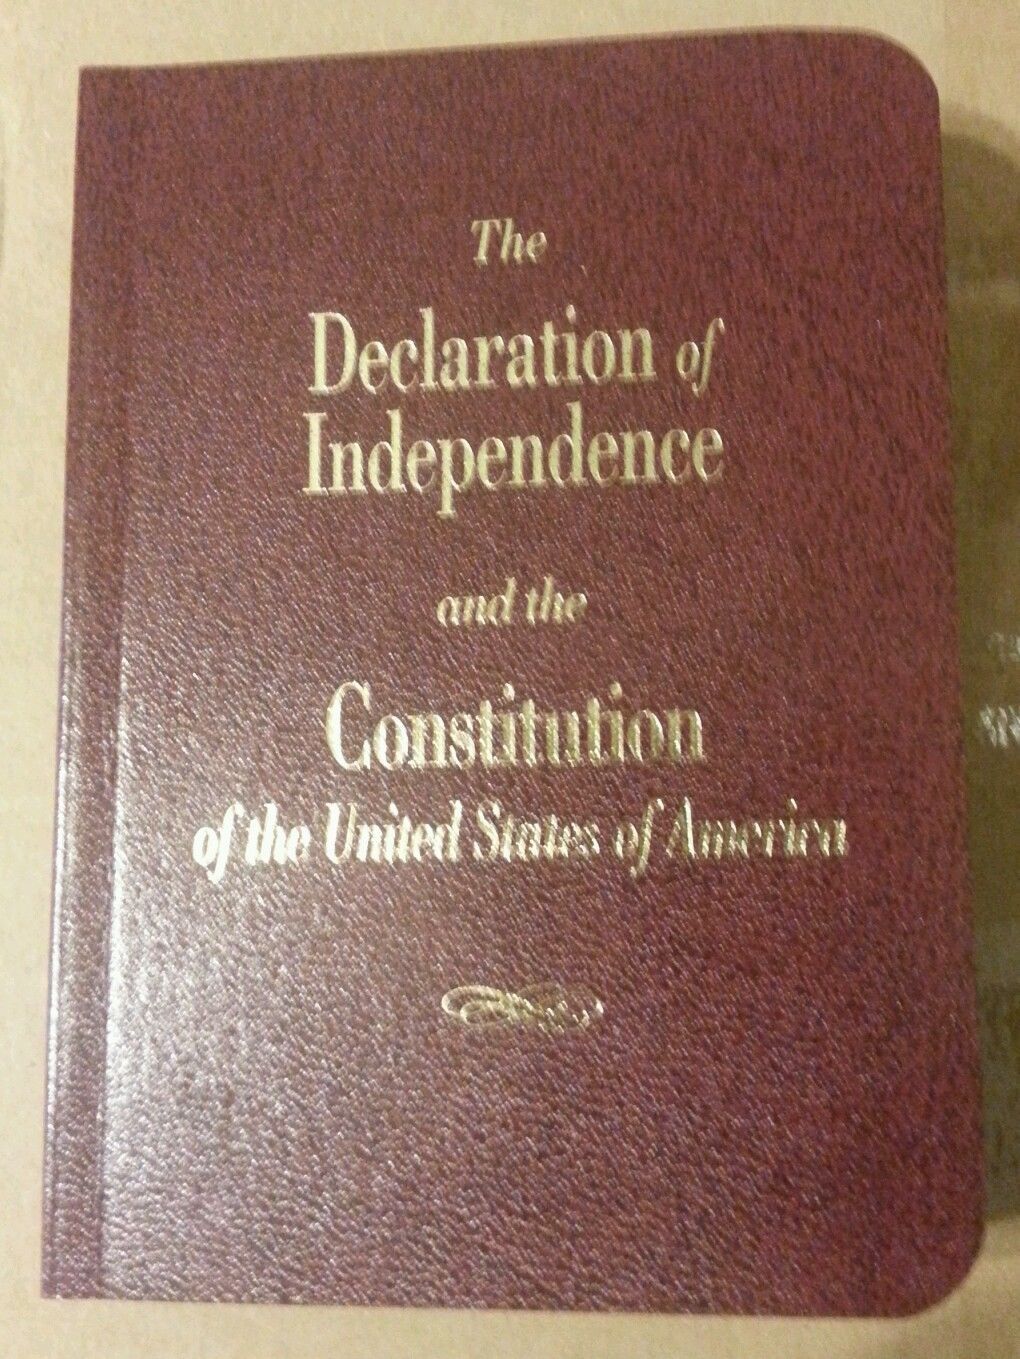 The
Declaration of
Independence
and the
Constitution
of the United States of America